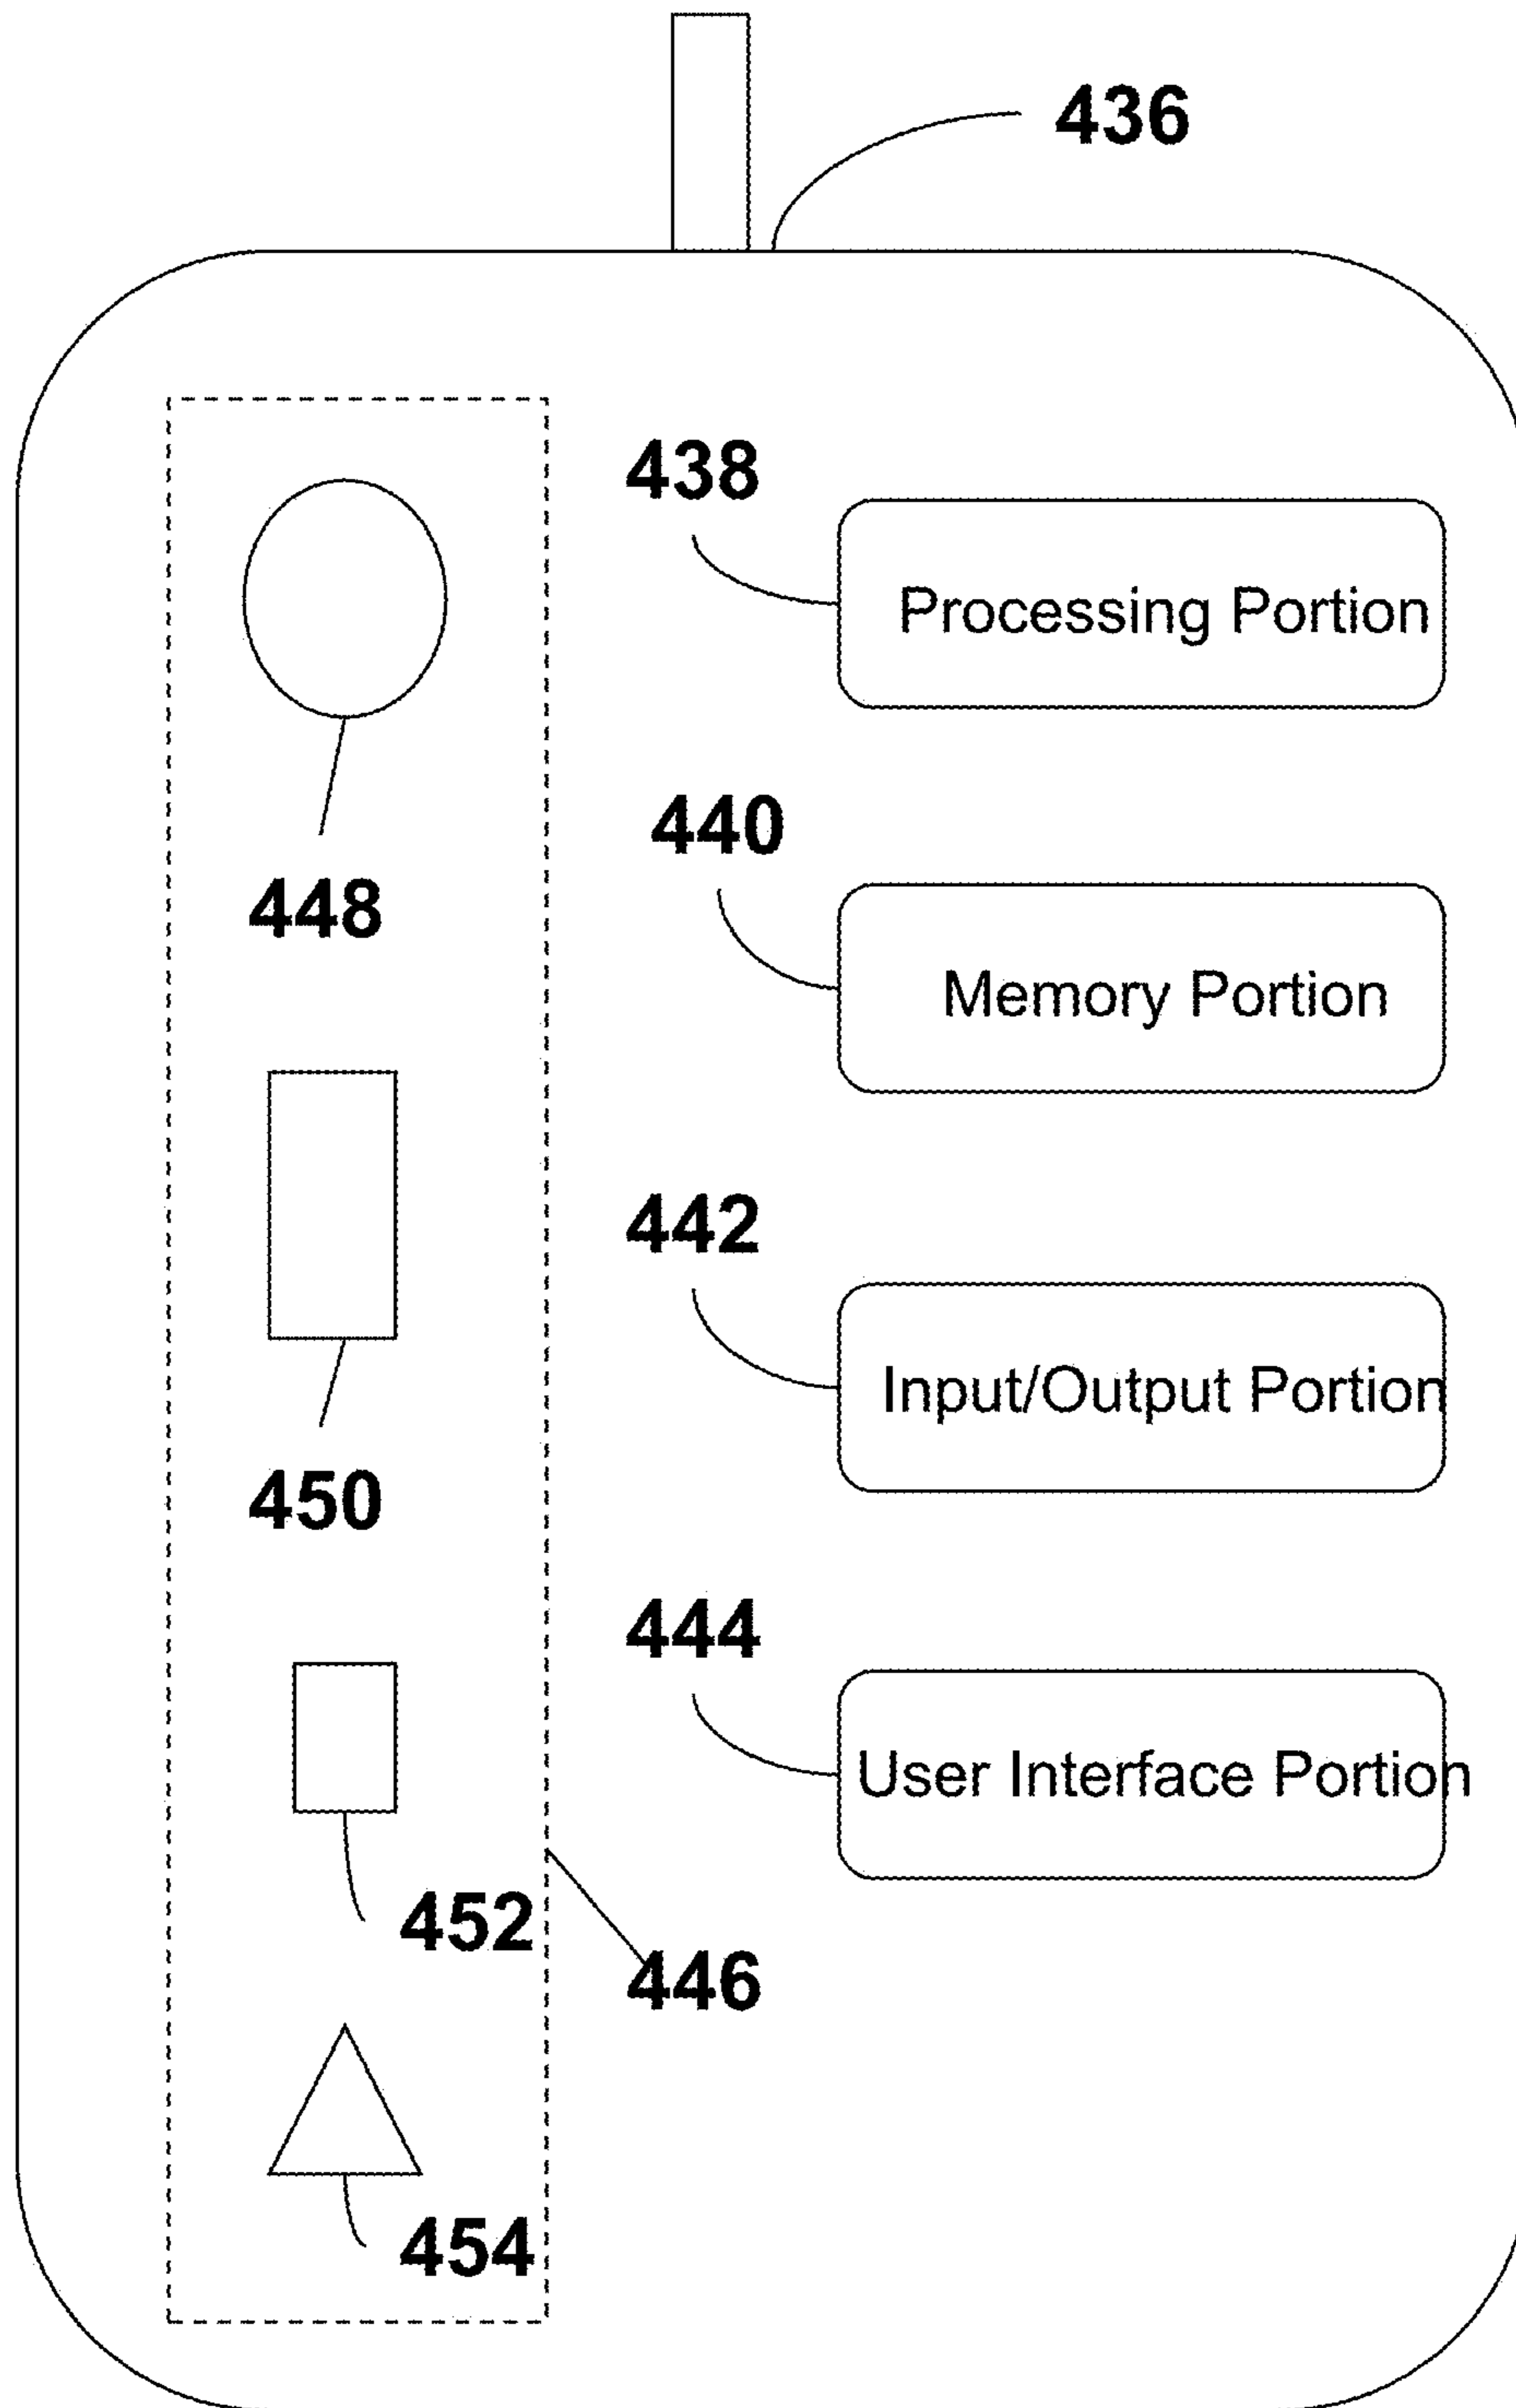 436
438
Processing Portion
448
440
Memory Portion
442
Input/Output Portion
450
444
User Interface Portion
452
446
454